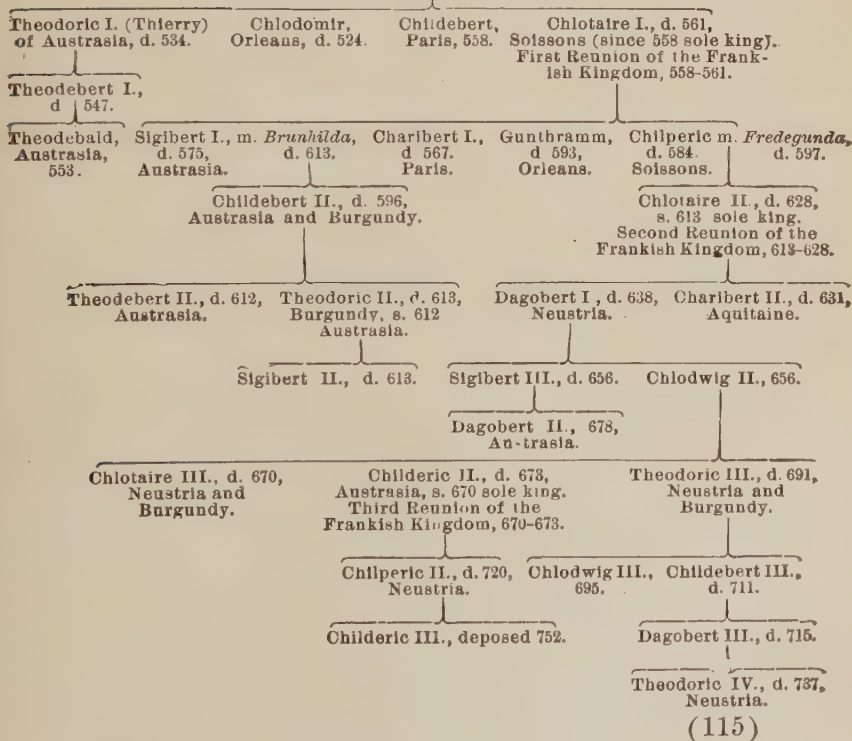 Theodoric I. (Thierry)
of Austrasia, d. 534.
Chlodomir,
Orleans, d. 524.
Childebert,
Paris, 558.
Chlotaire I., d. 561,
Soissons (since 558 sole king).
First Reunion of the Frank-
ish Kingdom, 558-561.
Theodebert I.,
d 547.
Theodebald,
Austrasia,
553.
Sigibert I., m. Brunhilda,
d. 575, d. 613.
Austrasia.
Charibert I.,
d 567.
Paris.
Gunthramm,
d 593,
Orleans.
Chilperic m. Fredegunda,
d. 584. d. 597.
Soissons.
Childebert II., d. 596,
Austrasia and Burgundy.
Chlotaire II., d. 628,
s. 613 sole king.
Second Reunion of the
Frankish Kingdom, 613-628.
Theodebert II., d. 612,
Austrasia.
Theodoric II., d. 613,
Burgundy, s. 612
Austrasia.
Dagobert I , d. 638,
Neustria.
Charibert II., d. 631,
Aquitaine.
Sigibert II., d. 613.
Sigibert III., d. 656.
Chlodwig II., 656.
Dagobert II., 678,
Au-trasia.
Chlotaire III., d. 670,
Neustria and
Burgundy.
Childeric II., d. 673,
Austrasia, s. 670 sole king.
Third Reunion of the
Frankish Kingdom, 670-673.
Theodoric III., d. 691,
Neustria and
Burgundy.
Chilperic II., d. 720,
Neustria.
Chlodwig III.,
695.
Childebert III.,
d. 711.
Childeric III., deposed 752.
Dagobert III., d. 715.
Theodoric IV., d. 737,
Neustria.
(115)